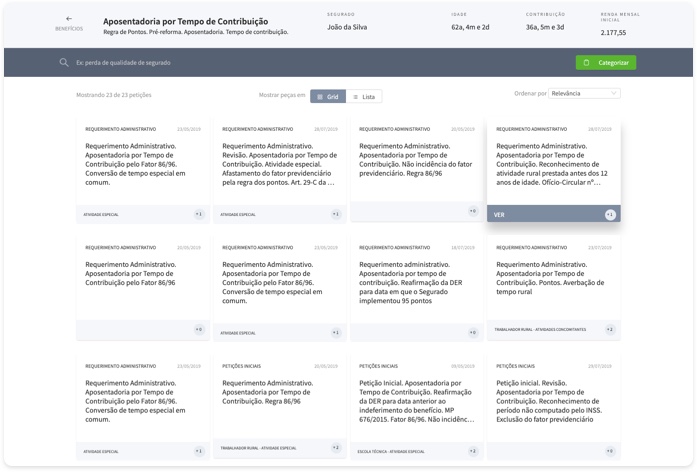 ← BENEFÍCIOS
Aposentadoria por Tempo de Contribuição
Regra de Pontos. Pré-reforma. Aposentadoria. Tempo de contribuição.
SEGURADO
João da Silva
IDADE
62a, 4m e 2d
CONTRIBUIÇÃO
36a, 5m e 3d
RENDA MENSAL
INICIAL
2.177,55
Ex: perda de qualidade de segurado
Categorizar
Mostrando 23 de 23 petições
Mostrar peças em
Grid
Lista
Ordenar por
Relevância
REQUERIMENTO ADMINISTRATIVO 23/05/2019
Requerimento Administrativo.
Aposentadoria por Tempo de
Contribuição pelo Fator 86/96.
Conversão de tempo especial em
comum.
ATIVIDADE ESPECIAL +1
REQUERIMENTO ADMINISTRATIVO 28/07/2019
Requerimento Administrativo.
Revisão. Aposentadoria por Tempo de
Contribuição. Atividade especial.
Afastamento do fator previdenciário
pela regra dos pontos. Art. 29-C da ...
ATIVIDADE ESPECIAL +1
REQUERIMENTO ADMINISTRATIVO 20/05/2019
Requerimento Administrativo.
Aposentadoria por Tempo de
Contribuição. Não incidência do fator
previdenciário. Regra 86/96
+0
REQUERIMENTO ADMINISTRATIVO 28/07/2019
Requerimento Administrativo.
Aposentadoria por Tempo de
Contribuição. Reconhecimento de
atividade rural prestada antes dos 12
anos de idade. Ofício-Circular nº...
VER +1
REQUERIMENTO ADMINISTRATIVO 23/05/2019
Requerimento Administrativo.
Aposentadoria por Tempo de
Contribuição pelo Fator 86/96
+0
REQUERIMENTO ADMINISTRATIVO 23/05/2019
Requerimento Administrativo.
Aposentadoria por Tempo de
Contribuição pelo Fator 86/96.
Conversão de tempo especial em
comum.
ATIVIDADE ESPECIAL +1
REQUERIMENTO ADMINISTRATIVO 18/07/2019
Requerimento administrativo.
Aposentadoria por tempo de
contribuição. Reafirmação da DER
para data em que o Segurado
implementou 95 pontos
+0
REQUERIMENTO ADMINISTRATIVO 23/07/2019
Requerimento Administrativo.
Aposentadoria por Tempo de
Contribuição. Pontos. Averbação de
tempo rural
TRABALHADOR RURAL - ATIVIDADES CONCOMITANTES +2
REQUERIMENTO ADMINISTRATIVO 23/05/2019
Requerimento Administrativo.
Aposentadoria por Tempo de
Contribuição pelo Fator 86/96.
Conversão de tempo especial em
comum.
ATIVIDADE ESPECIAL +1
PETIÇÕES INICIAIS 20/05/2019
Requerimento Administrativo.
Aposentadoria por Tempo de
Contribuição. Regra 86/96
TRABALHADOR RURAL - ATIVIDADE ESPECIAL +2
PETIÇÕES INICIAIS 09/05/2019
Petição Inicial. Aposentadoria por
Tempo de Contribuição. Reafirmação
da DER para data anterior ao
indeferimento do benefício. MP
676/2015. Fator 86/96. Não incidênc...
ESCOLA TÉCNICA - ATIVIDADE ESPECIAL +2
PETIÇÕES INICIAIS 29/07/2019
Petição inicial. Revisão.
Aposentadoria por Tempo de
Contribuição. Reconhecimento de
período não computado pelo INSS.
Exclusão do fator previdenciário
+0